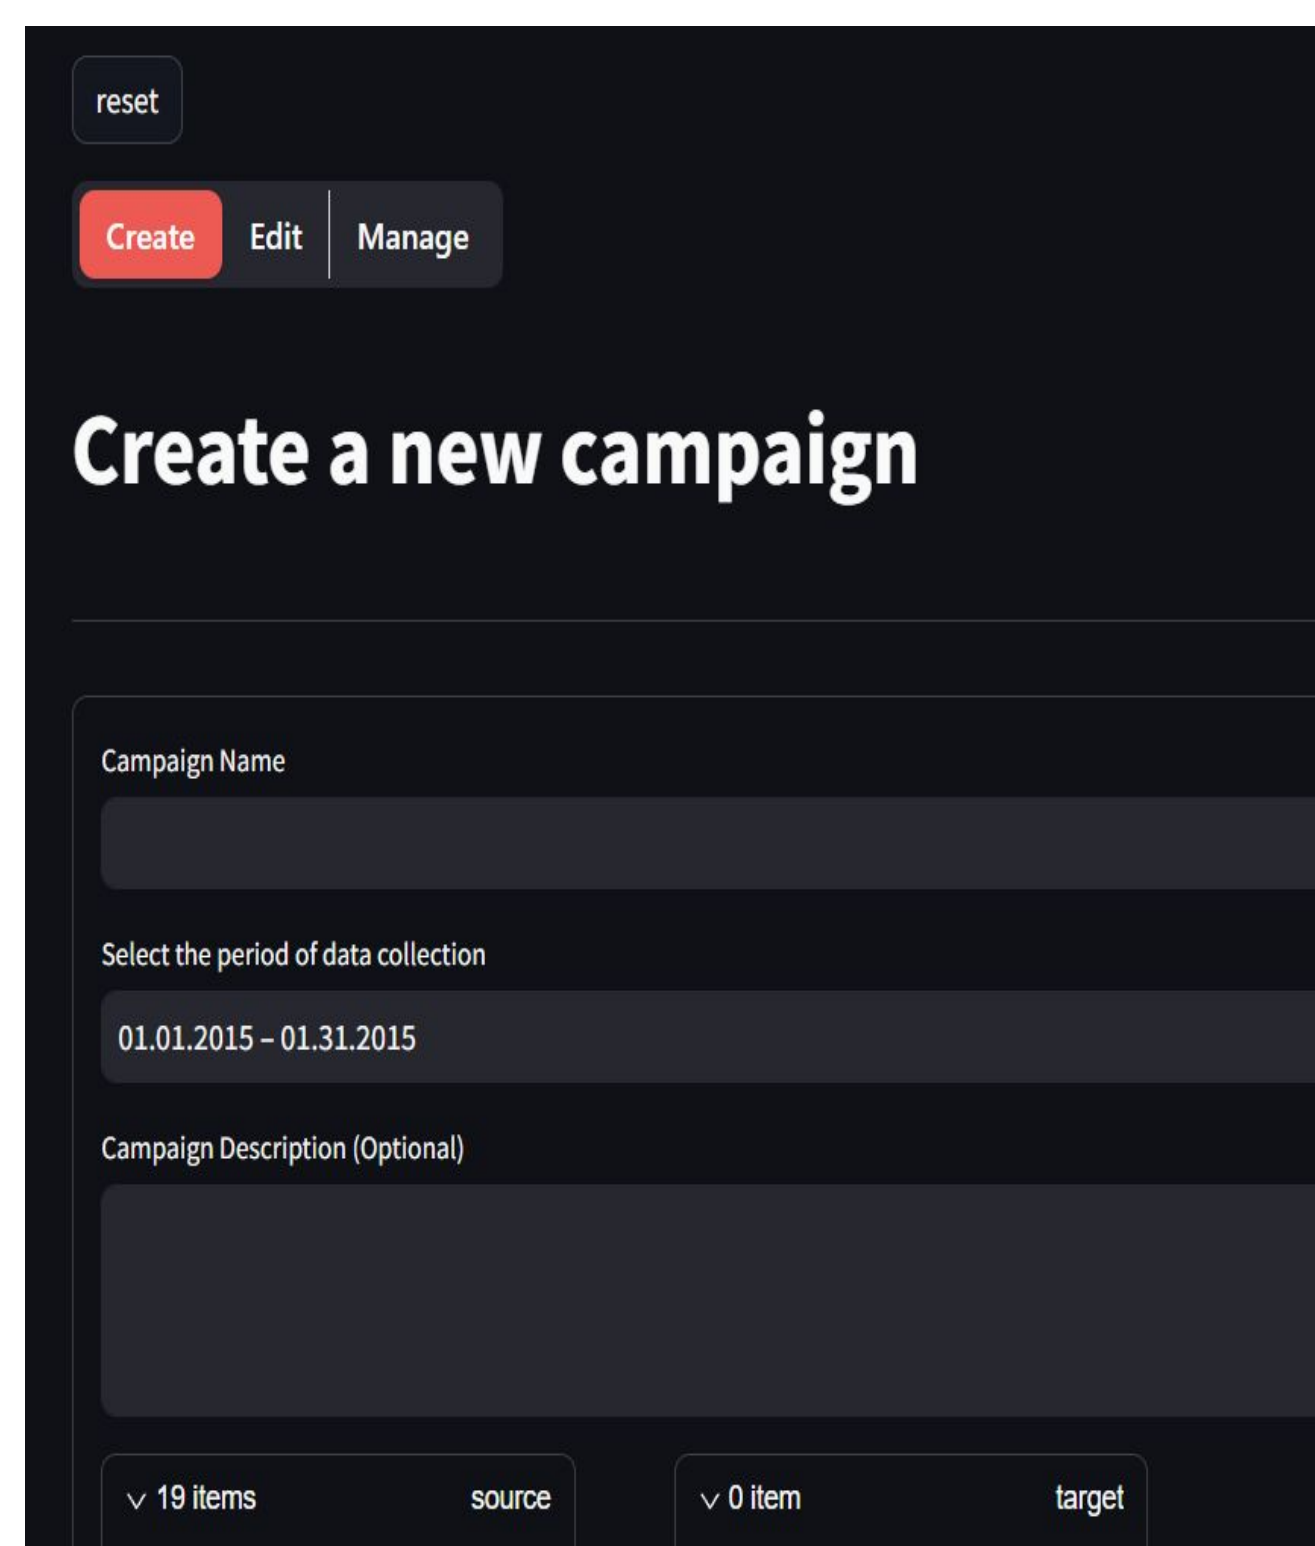 reset
Create Edit Manage
Create a new campaign
Campaign Name
Select the period of data collection
01.01.2015 – 01.31.2015
Campaign Description (Optional)
19 items source 0 item target